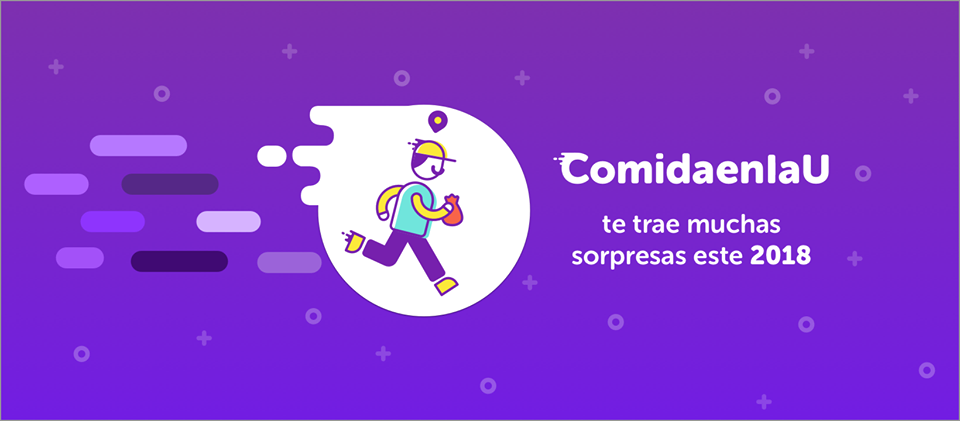 ComidaenlaU
te trae muchas
sorpresas este 2018